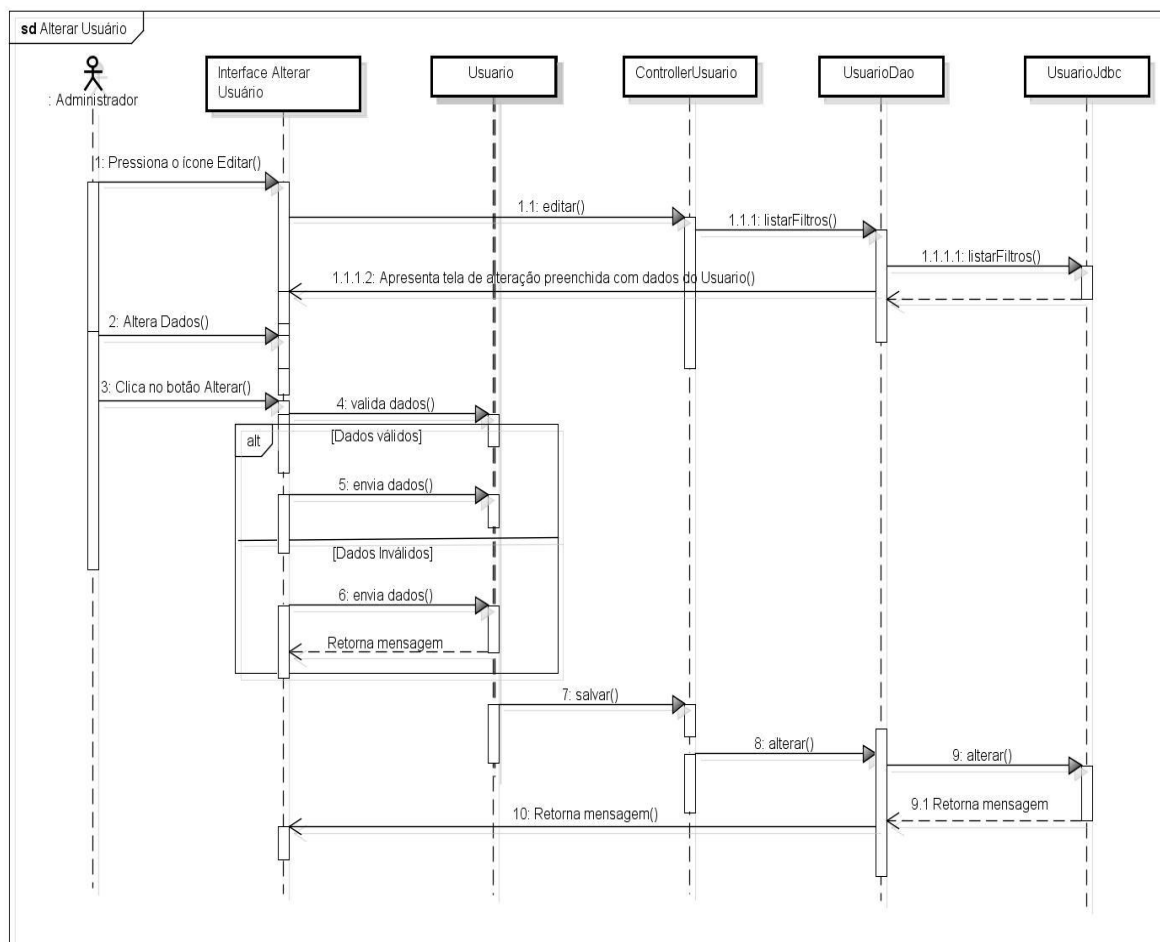 sd Alterar Usuário
: Administrador
Interface Alterar
Usuário
Usuario
ControllerUsuario
UsuarioDao
UsuarioJdbc
1: Pressiona o ícone Editar()
1.1: editar()
1.1.1: listarFiltros()
1.1.1.1: listarFiltros()
1.1.1.2: Apresenta tela de alteração preenchida com dados do Usuario()
2: Altera Dados()
3: Clica no botão Alterar()
4: valida dados()
alt
[Dados válidos]
5: envia dados()
[Dados Inválidos]
6: envia dados()
Retorna mensagem
7: salvar()
8: alterar()
9: alterar()
9.1 Retorna mensagem
10: Retorna mensagem()